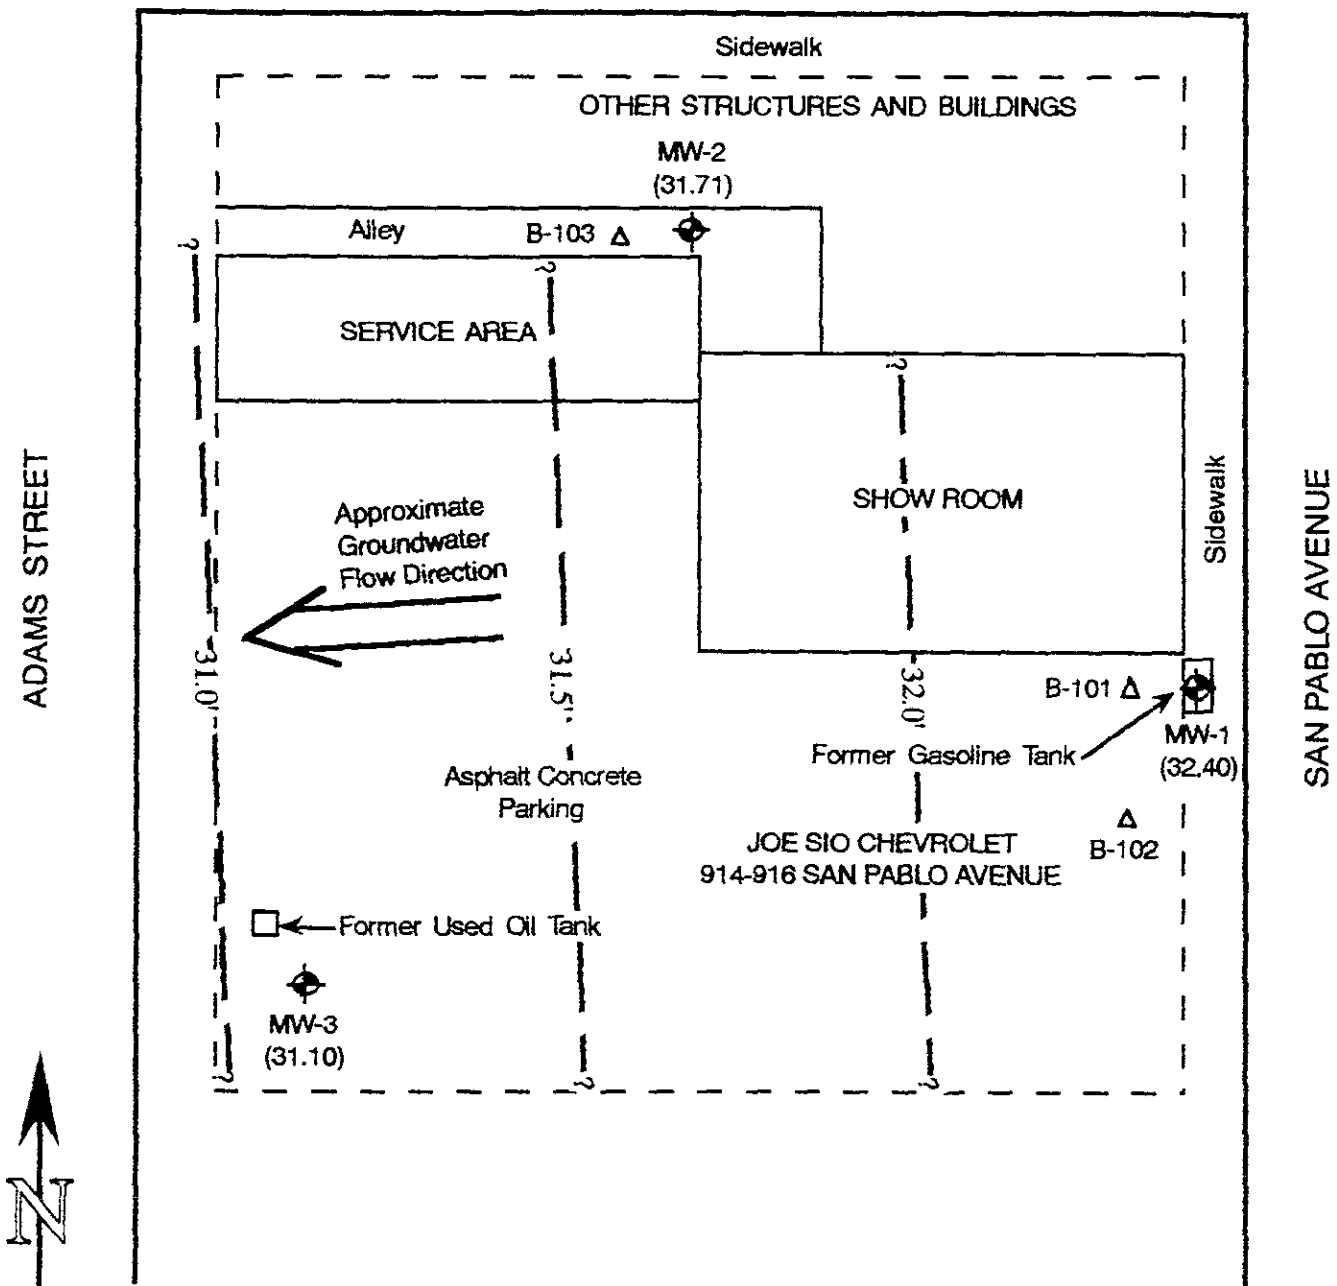 Sidewalk
OTHER STRUCTURES AND BUILDINGS
MW-2
(31.71)
Alley
B-103
?
?
SERVICE AREA
?
SHOW ROOM
Sidewalk
ADAMS STREET
SAN PABLO AVENUE
Approximate
Groundwater
Flow Direction
31.0'
31.5'
32.0'
B-101
MW-1
(32.40)
Former Gasoline Tank
Asphalt Concrete
Parking
JOE SIO CHEVROLET
914-916 SAN PABLO AVENUE
B-102
Former Used Oil Tank
MW-3
(31.10)
?
?
?
N